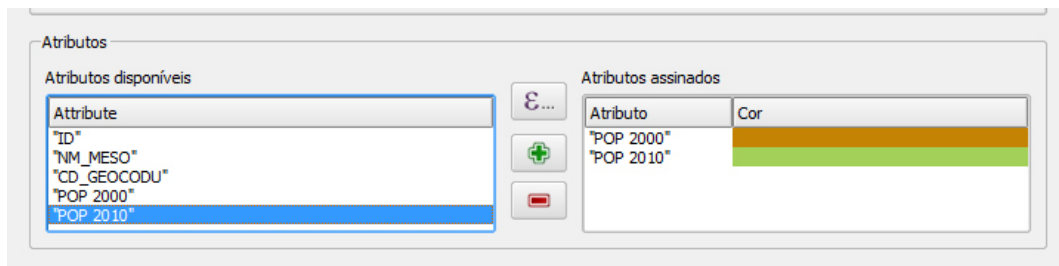 Atributos
Atributos disponíveis
Atributos assinados
Attribute
"ID"
"NM_MESO"
"CD_GEOCODU"
"POP 2000"
"POP 2010"
ε...
Atributo Cor
"POP 2000"
"POP 2010"